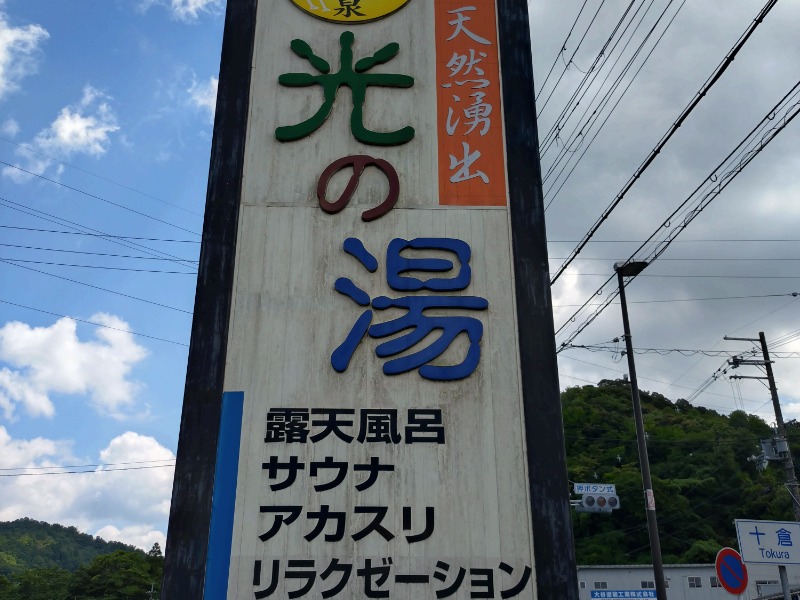 泉
天然湧出
光の湯
露天風呂
サウナ
アカスリ
リラクゼーション
押ボタン式
十倉
Tokura